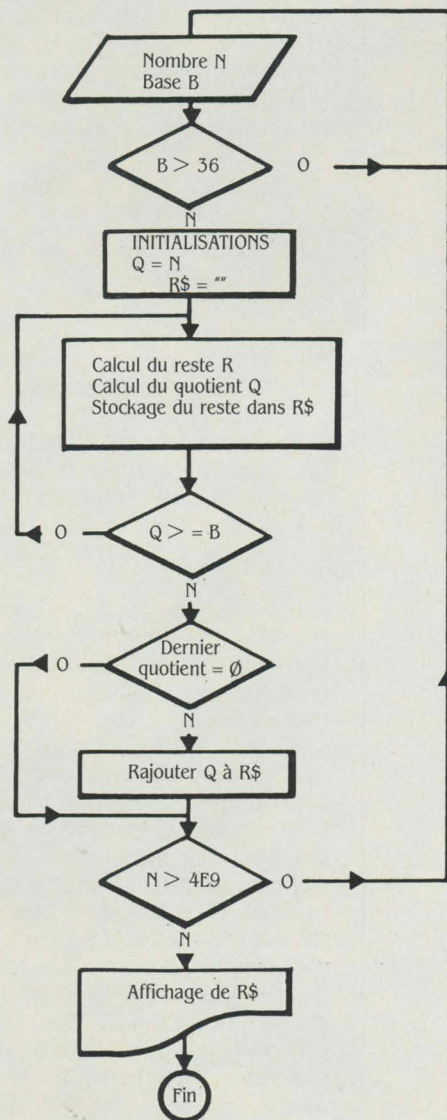 Nombre N
Base B
B > 36
O
N
INITIALISATIONS
Q = N
R$ = ""
Calcul du reste R
Calcul du quotient Q
Stockage du reste dans R$
O
Q > = B
N
O
Dernier
quotient = Ø
N
Rajouter Q à R$
N > 4E9
O
N
Affichage de R$
Fin